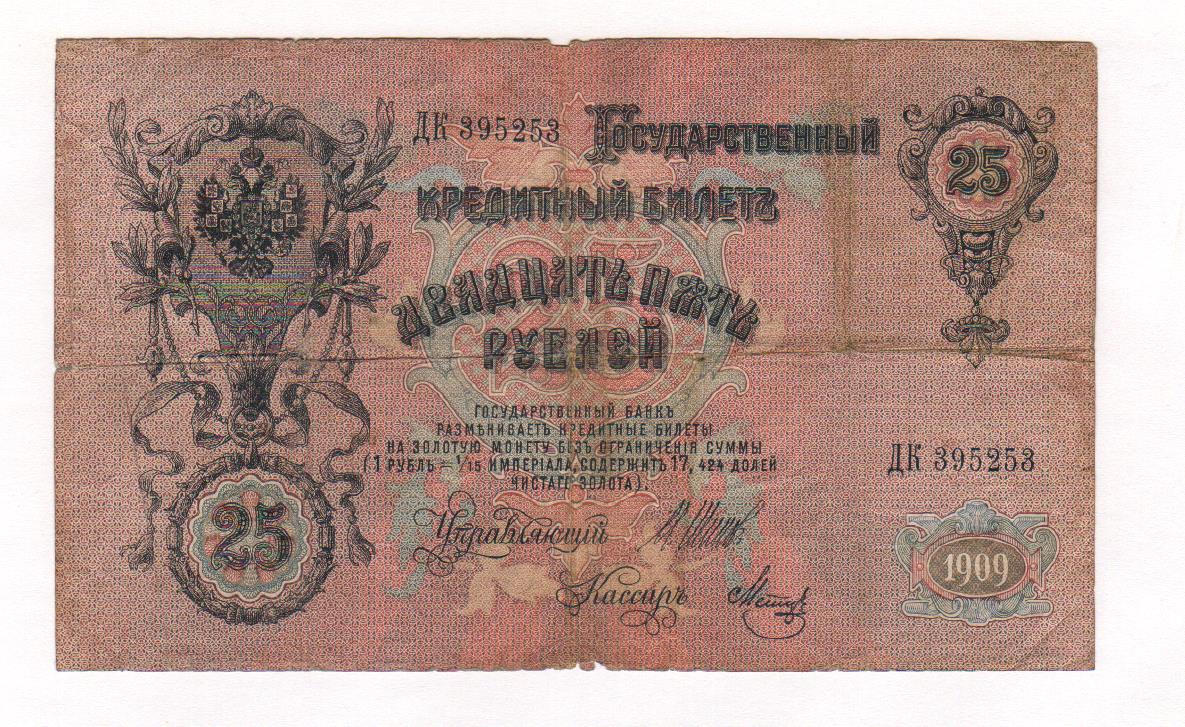 ДК 395253
Государственный
25
кредитный билетъ
Двадцать пять
рублей
ГОСУДАРСТВЕННЫЙ БАНКЪ
РАЗМѢНИВАЕТЪ КРЕДИТНЫЕ БИЛЕТЫ
НА ЗОЛОТУЮ МОНЕТУ БЕЗЪ ОГРАНИЧЕНІЯ СУММЫ
(1 РУБЛЬ = 1/15 ИМПЕРІАЛА, СОДЕРЖИТЪ 17, 424 ДОЛЕЙ
ЧИСТАГО ЗОЛОТА).
ДК 395253
25
Управляющій
Кассиръ
1909